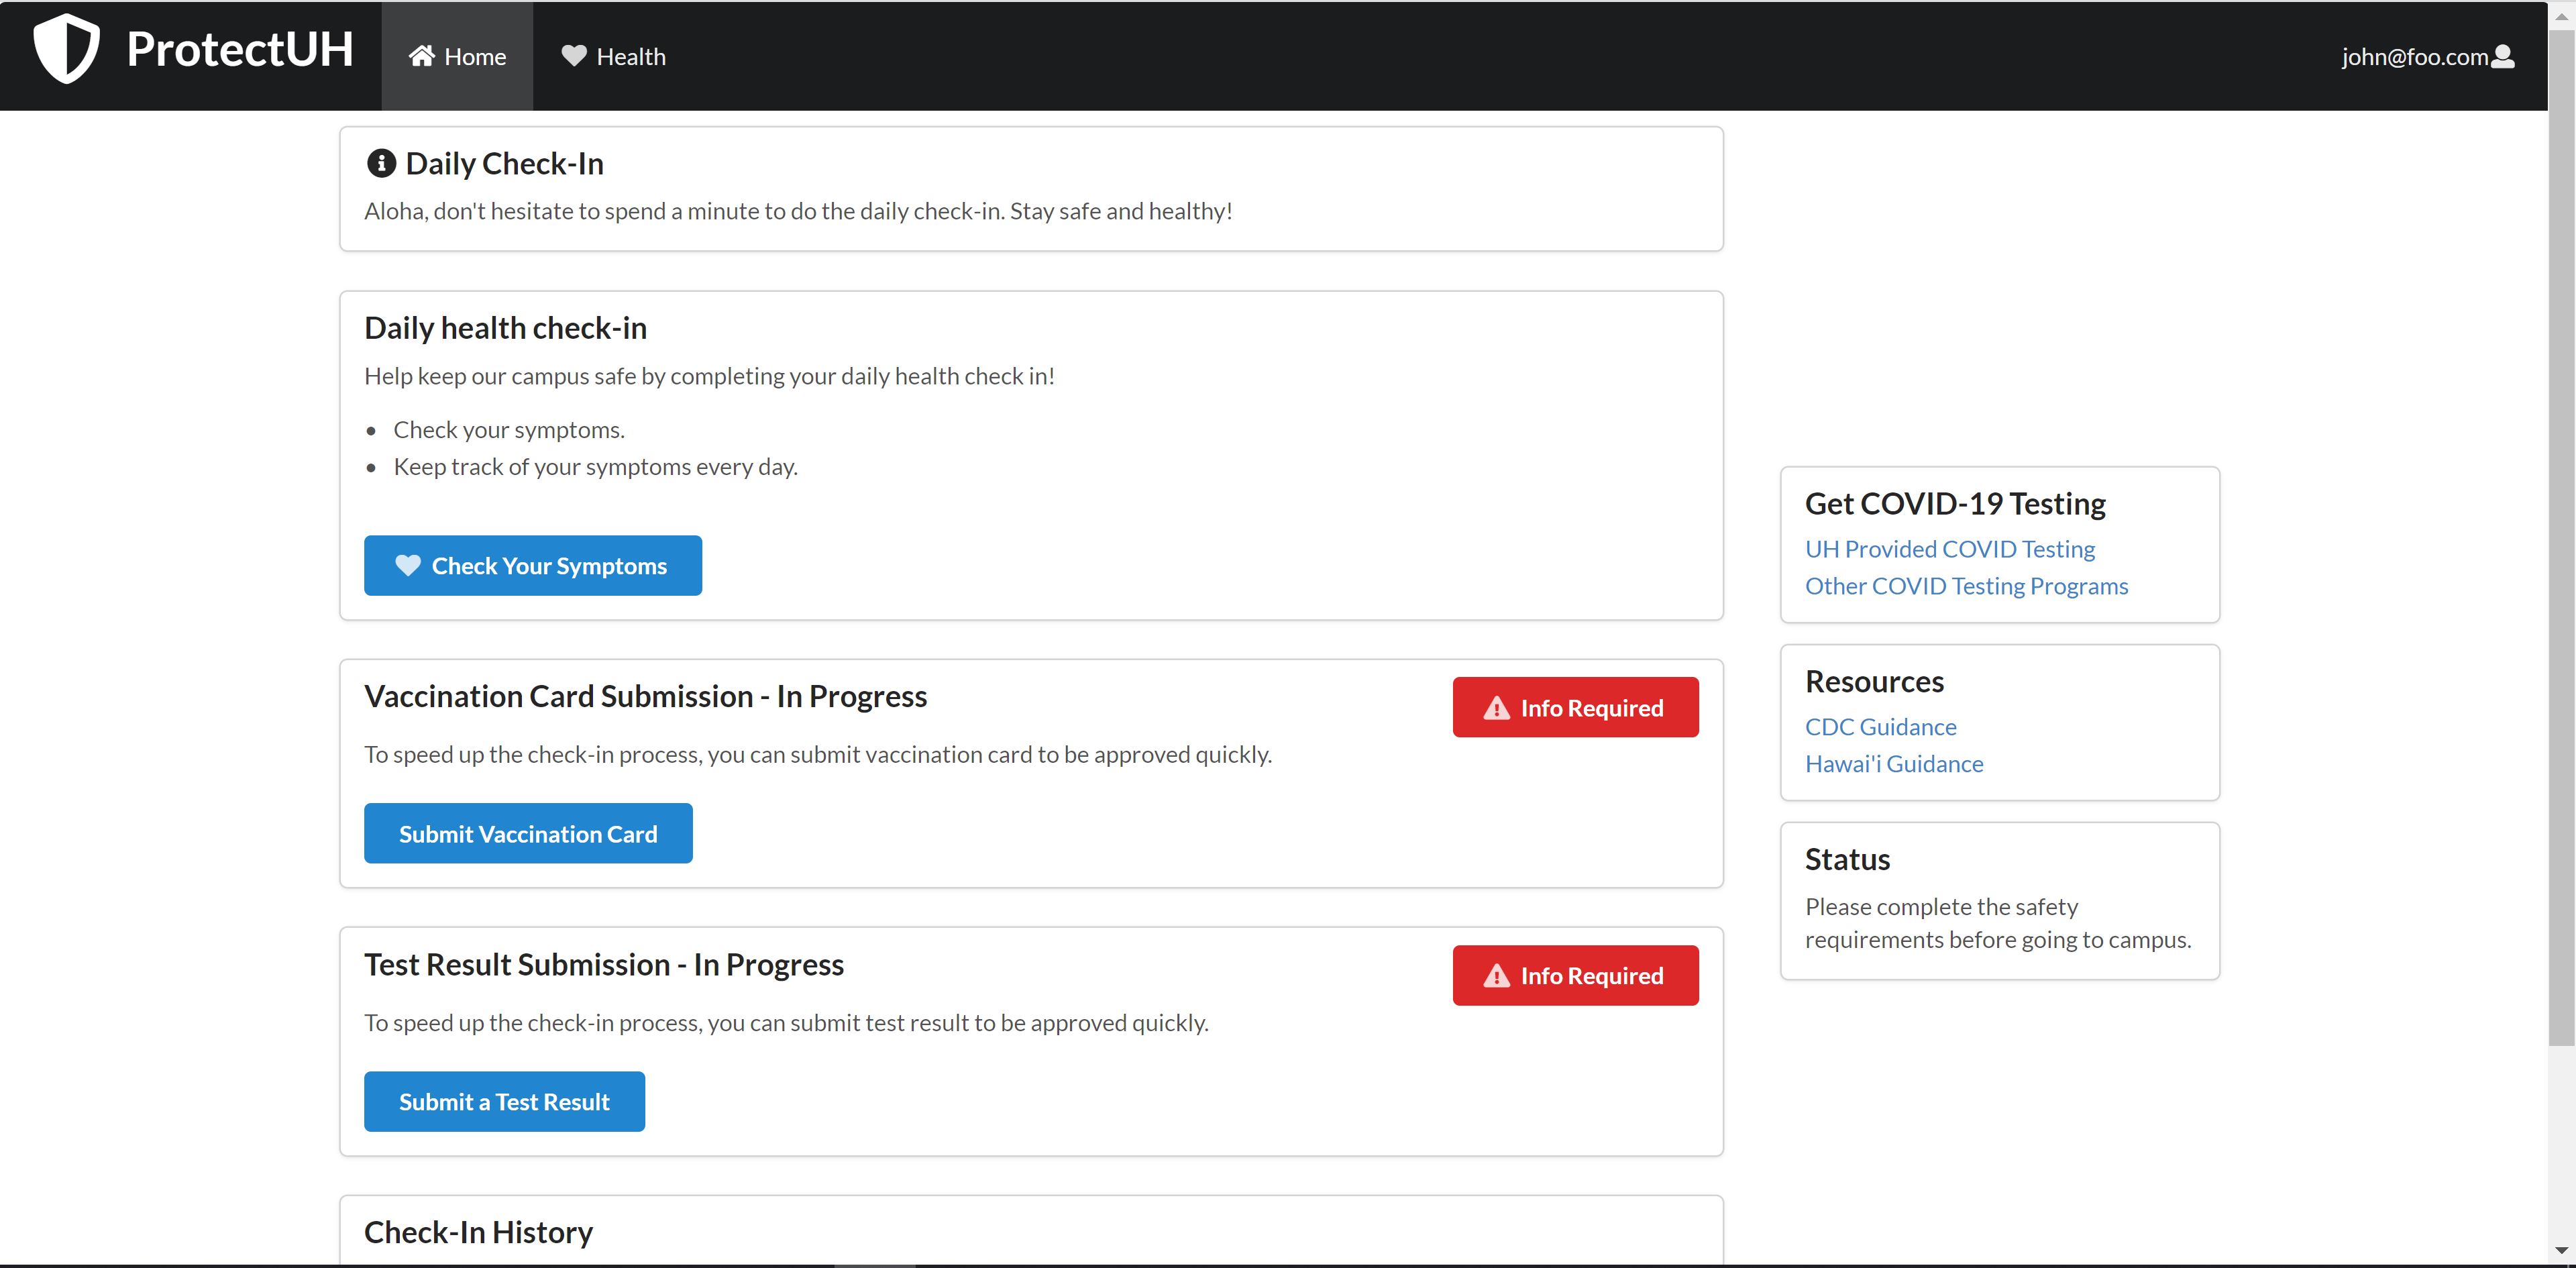 ProtectUH
Home
Health
john@foo.com
Daily Check-In
Aloha, don't hesitate to spend a minute to do the daily check-in. Stay safe and healthy!
Daily health check-in
Help keep our campus safe by completing your daily health check in!
• Check your symptoms.
• Keep track of your symptoms every day.
Check Your Symptoms
Vaccination Card Submission - In Progress
Info Required
To speed up the check-in process, you can submit vaccination card to be approved quickly.
Submit Vaccination Card
Test Result Submission - In Progress
Info Required
To speed up the check-in process, you can submit test result to be approved quickly.
Submit a Test Result
Check-In History
Get COVID-19 Testing
UH Provided COVID Testing
Other COVID Testing Programs
Resources
CDC Guidance
Hawai'i Guidance
Status
Please complete the safety
requirements before going to campus.